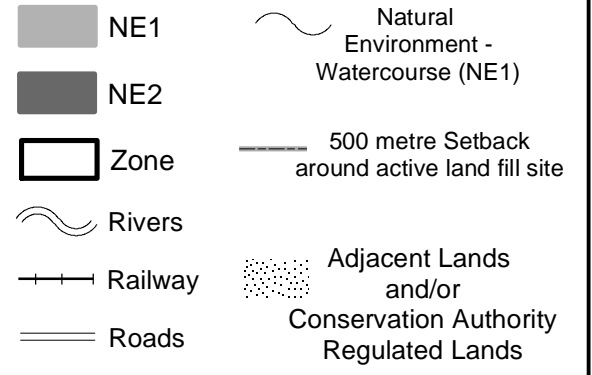 NE1
NE2
Zone
Rivers
Railway
Roads
Natural
Environment -
Watercourse (NE1)
500 metre Setback
around active land fill site
Adjacent Lands
and/or
Conservation Authority
Regulated Lands